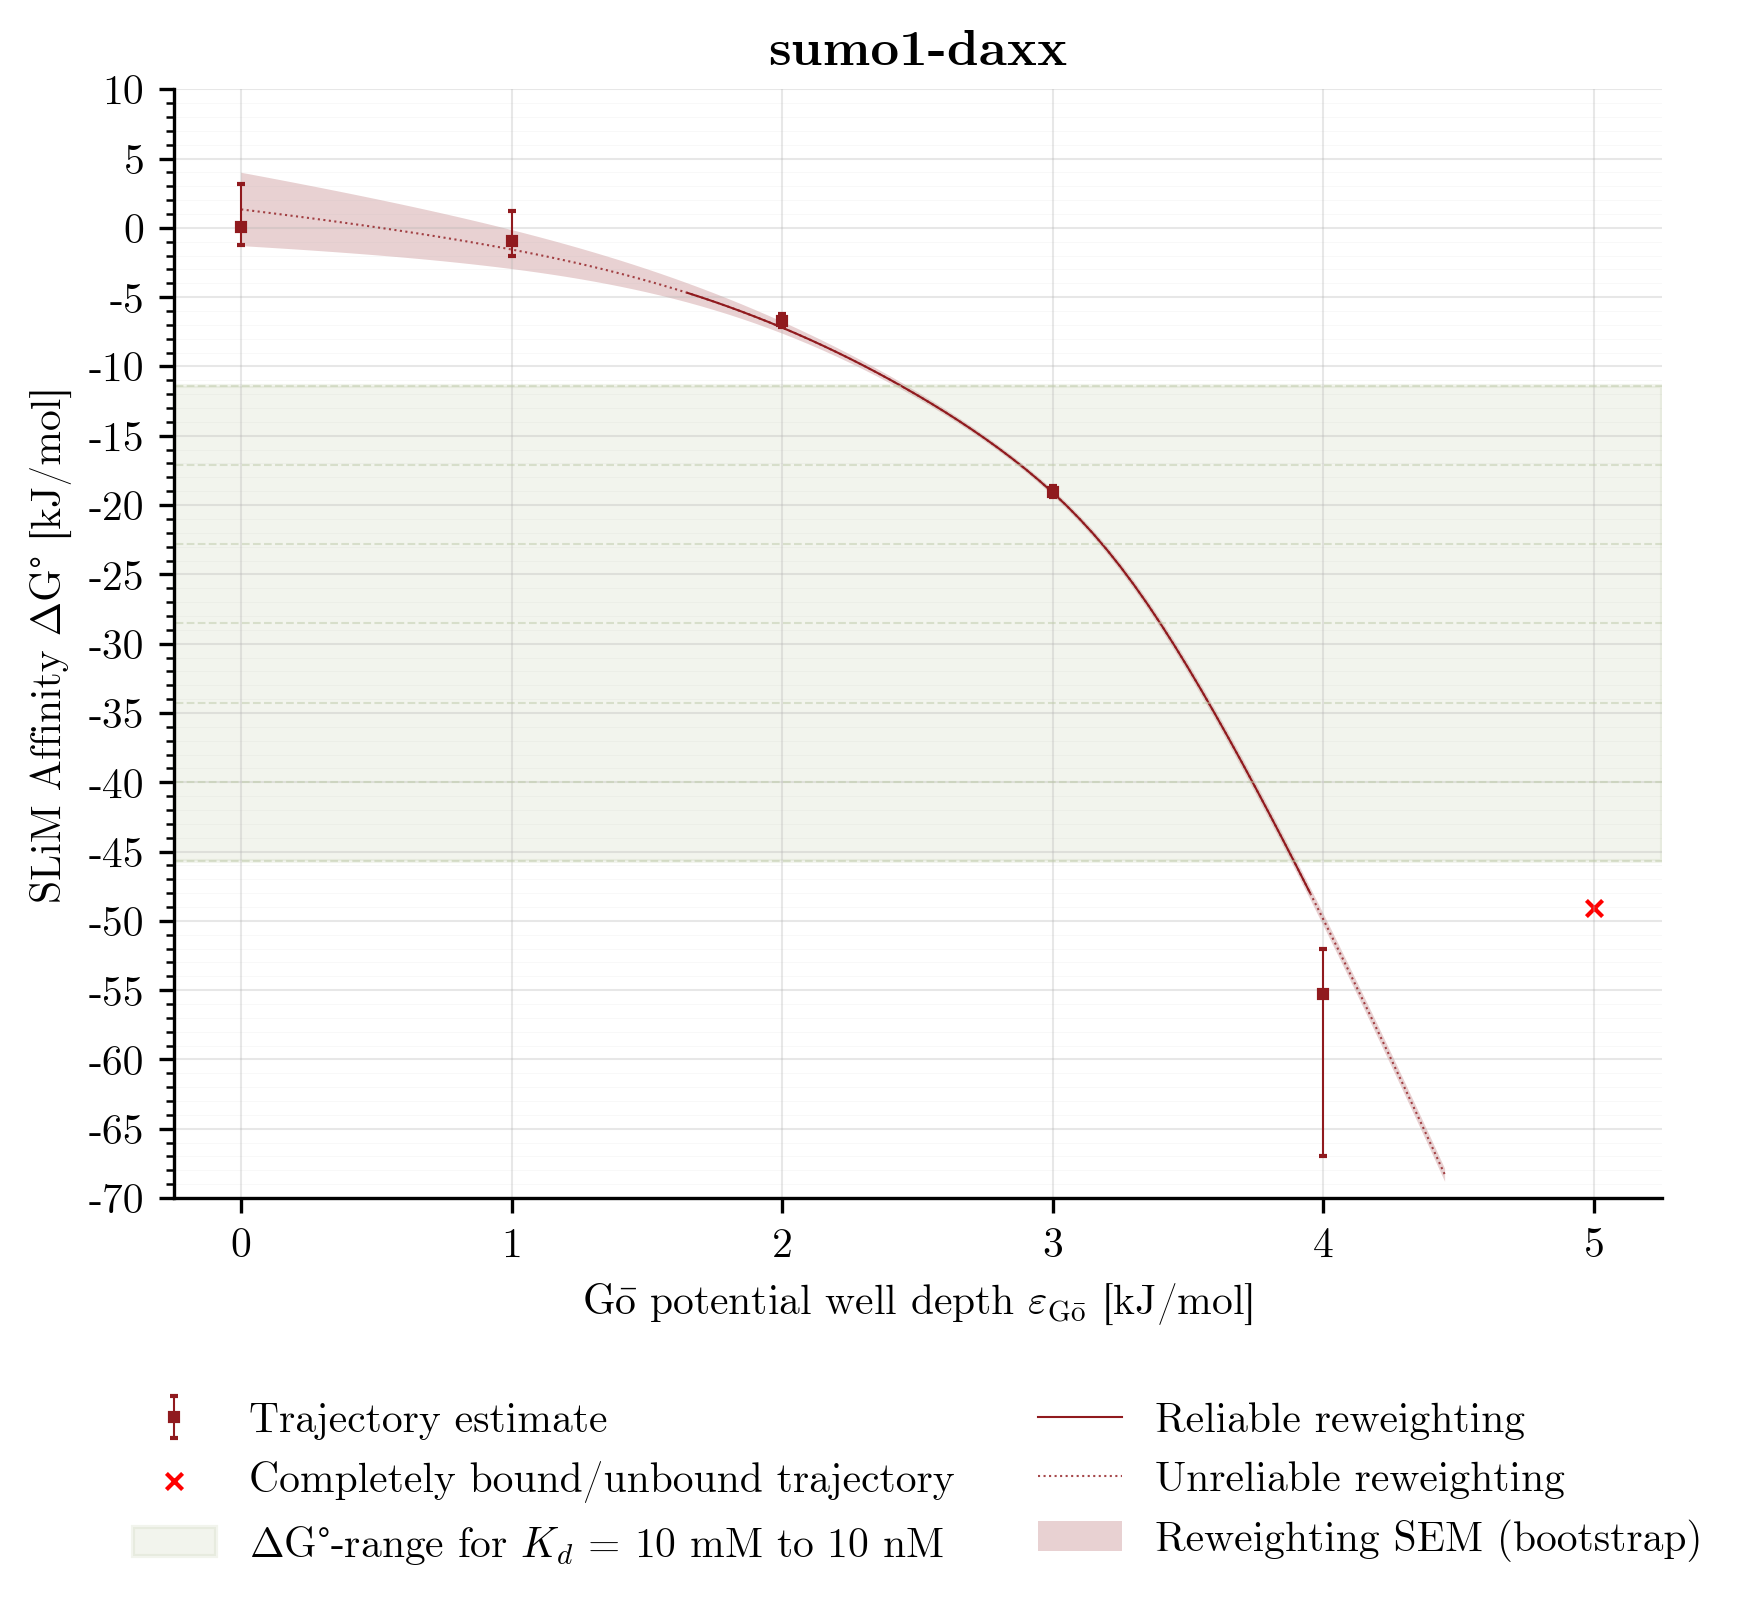 sumo1-daxx
10
5
0
-5
-10
-15
-20
-25
-30
-35
-40
-45
-50
-55
-60
-65
-70
SLiM Affinity ΔG° [kJ/mol]
0 1 2 3 4 5
Gō potential well depth ε_Gō [kJ/mol]
Trajectory estimate
Completely bound/unbound trajectory
ΔG°-range for K_d = 10 mM to 10 nM
Reliable reweighting
Unreliable reweighting
Reweighting SEM (bootstrap)